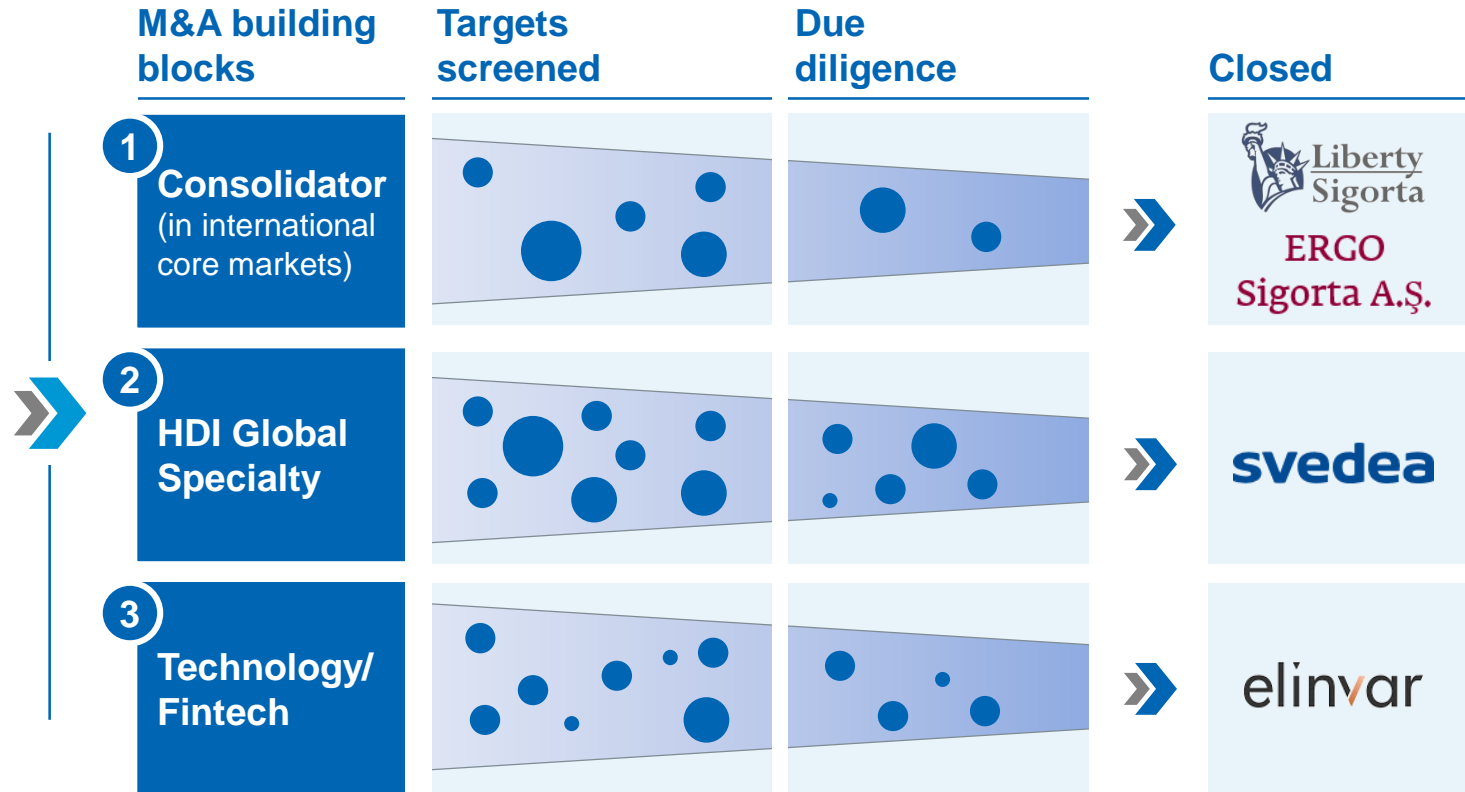 M&A building
blocks
Targets
screened
Due
diligence
Closed
1
Consolidator
(in international
core markets)
Liberty
Sigorta
ERGO
Sigorta A.Ş.
2
HDI Global
Specialty
svedea
3
Technology/
Fintech
elinvar